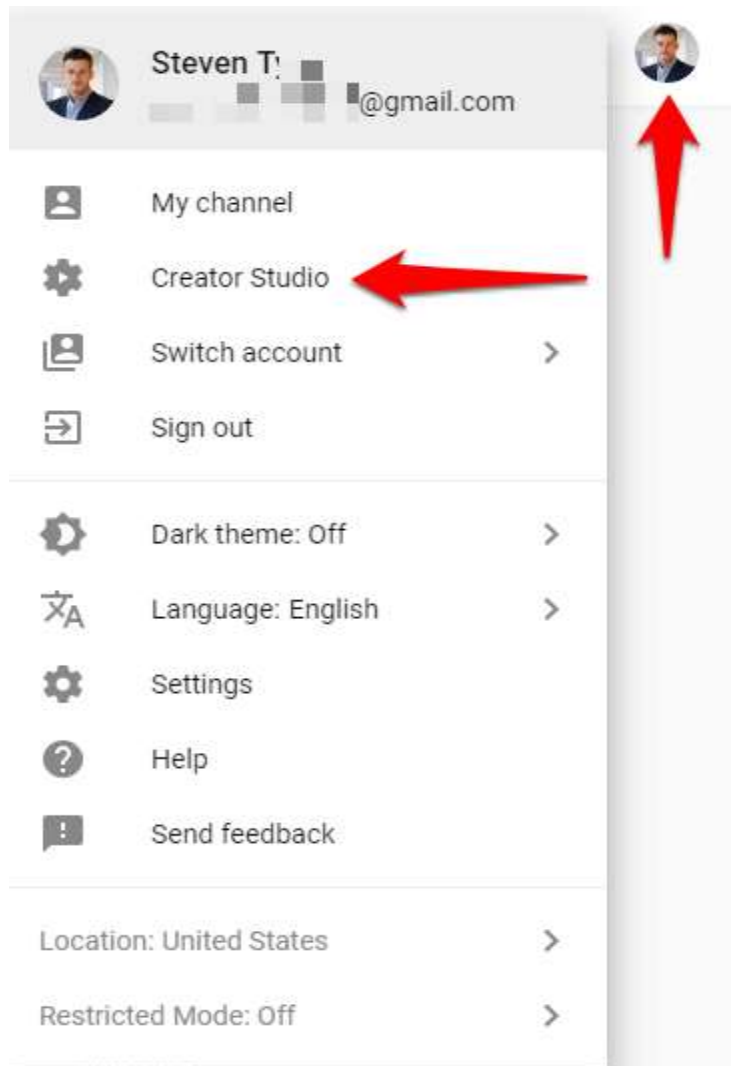 Steven
@gmail.com
My channel
Creator Studio
Switch account
Sign out
Dark theme: Off
Language: English
Settings
Help
Send feedback
Location: United States
Restricted Mode: Off